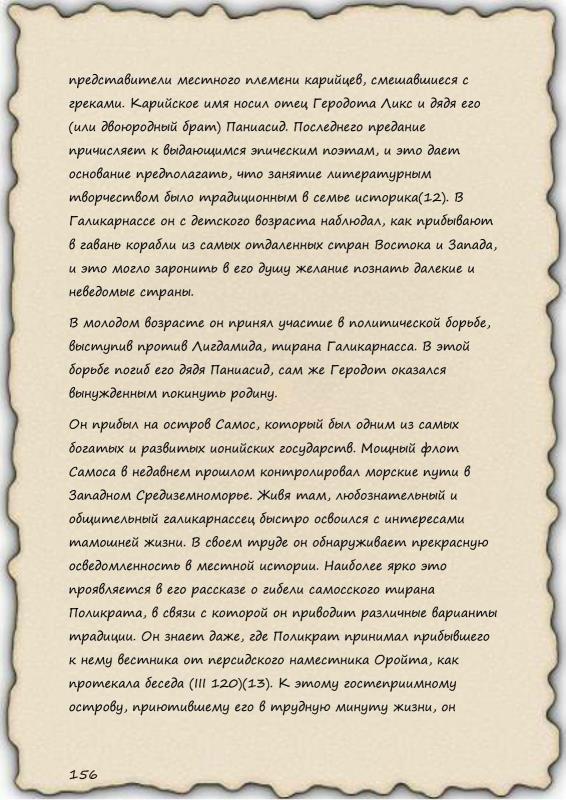 представители местного племени карийцев, смешавшиеся с
греками. Карийское имя носил отец Геродота Ликс и дядя его
(или двоюродный брат) Паниасид. Последнего предание
причисляет к выдающимся эпическим поэтам, и это дает
основание предполагать, что занятие литературным
творчеством было традиционным в семье историка(12). В
Галикарнассе он с детского возраста наблюдал, как прибывают
в гавань корабли из самых отдаленных стран Востока и Запада,
и это могло заронить в его душу желание познать далекие и
неведомые страны.
В молодом возрасте он принял участие в политической борьбе,
выступив против Лигдамида, тирана Галикарнасса. В этой
борьбе погиб его дядя Паниасид, сам же Геродот оказался
вынужденным покинуть родину.
Он прибыл на остров Самос, который был одним из самых
богатых и развитых ионийских государств. Мощный флот
Самоса в недавнем прошлом контролировал морские пути в
Западном Средиземноморье. Живя там, любознательный и
общительный галикарнассец быстро освоился с интересами
тамошней жизни. В своем труде он обнаруживает прекрасную
осведомленность в местной истории. Наиболее ярко это
проявляется в его рассказе о гибели самосского тирана
Поликрата, в связи с которой он приводит различные варианты
традиции. Он знает даже, где Поликрат принимал прибывшего
к нему вестника от персидского наместника Оройта, как
протекала беседа (III 120)(13). К этому гостеприимному
острову, приютившему его в трудную минуту жизни, он
156